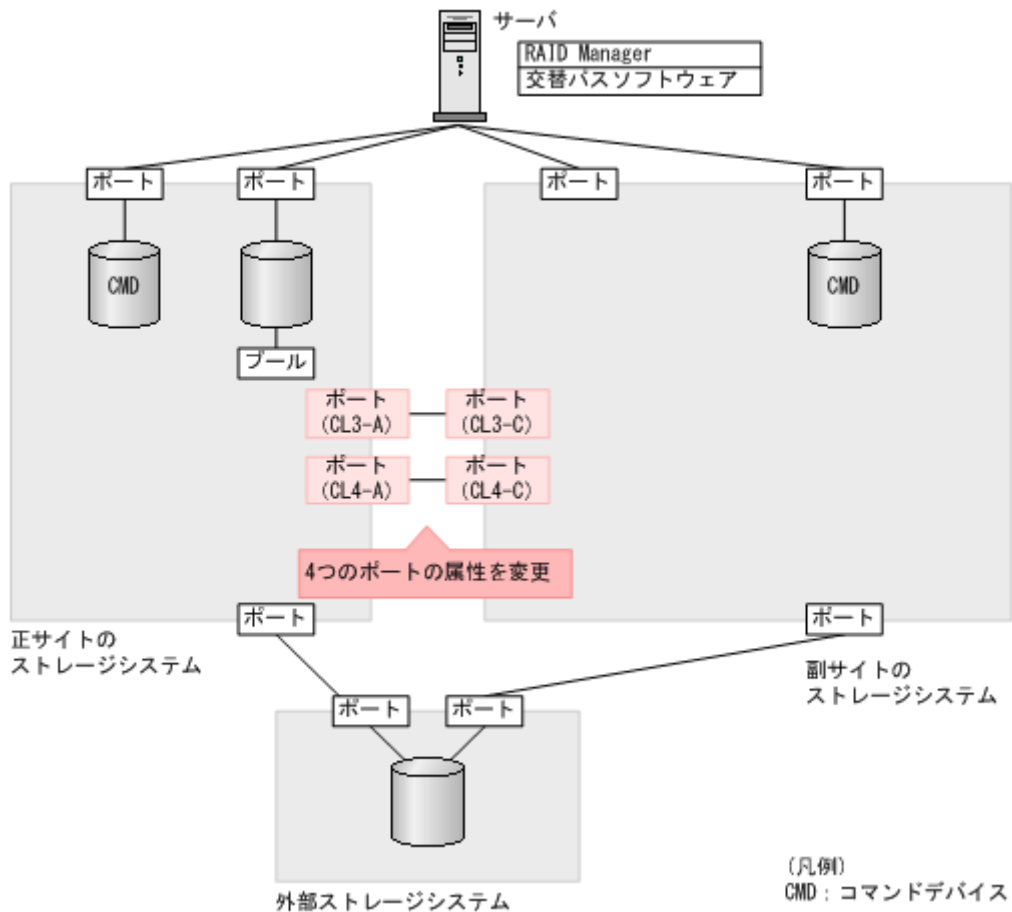 サーバ
RAID Manager
交替パスソフトウェア
ポート
ポート
ポート
ポート
CMD
CMD
プール
ポート
(CL3-A)
ポート
(CL3-C)
ポート
(CL4-A)
ポート
(CL4-C)
4つのポートの属性を変更
ポート
ポート
正サイトの
ストレージシステム
副サイトの
ストレージシステム
ポート
ポート
外部ストレージシステム
(凡例)
CMD : コマンドデバイス